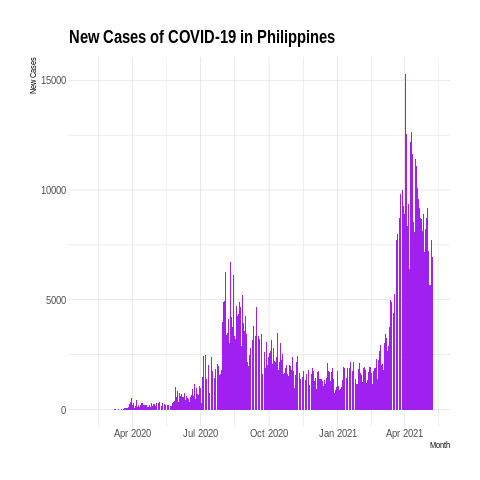 New Cases of COVID-19 in Philippines
New Cases
15000
10000
5000
0
Apr 2020 Jul 2020 Oct 2020 Jan 2021 Apr 2021
Month